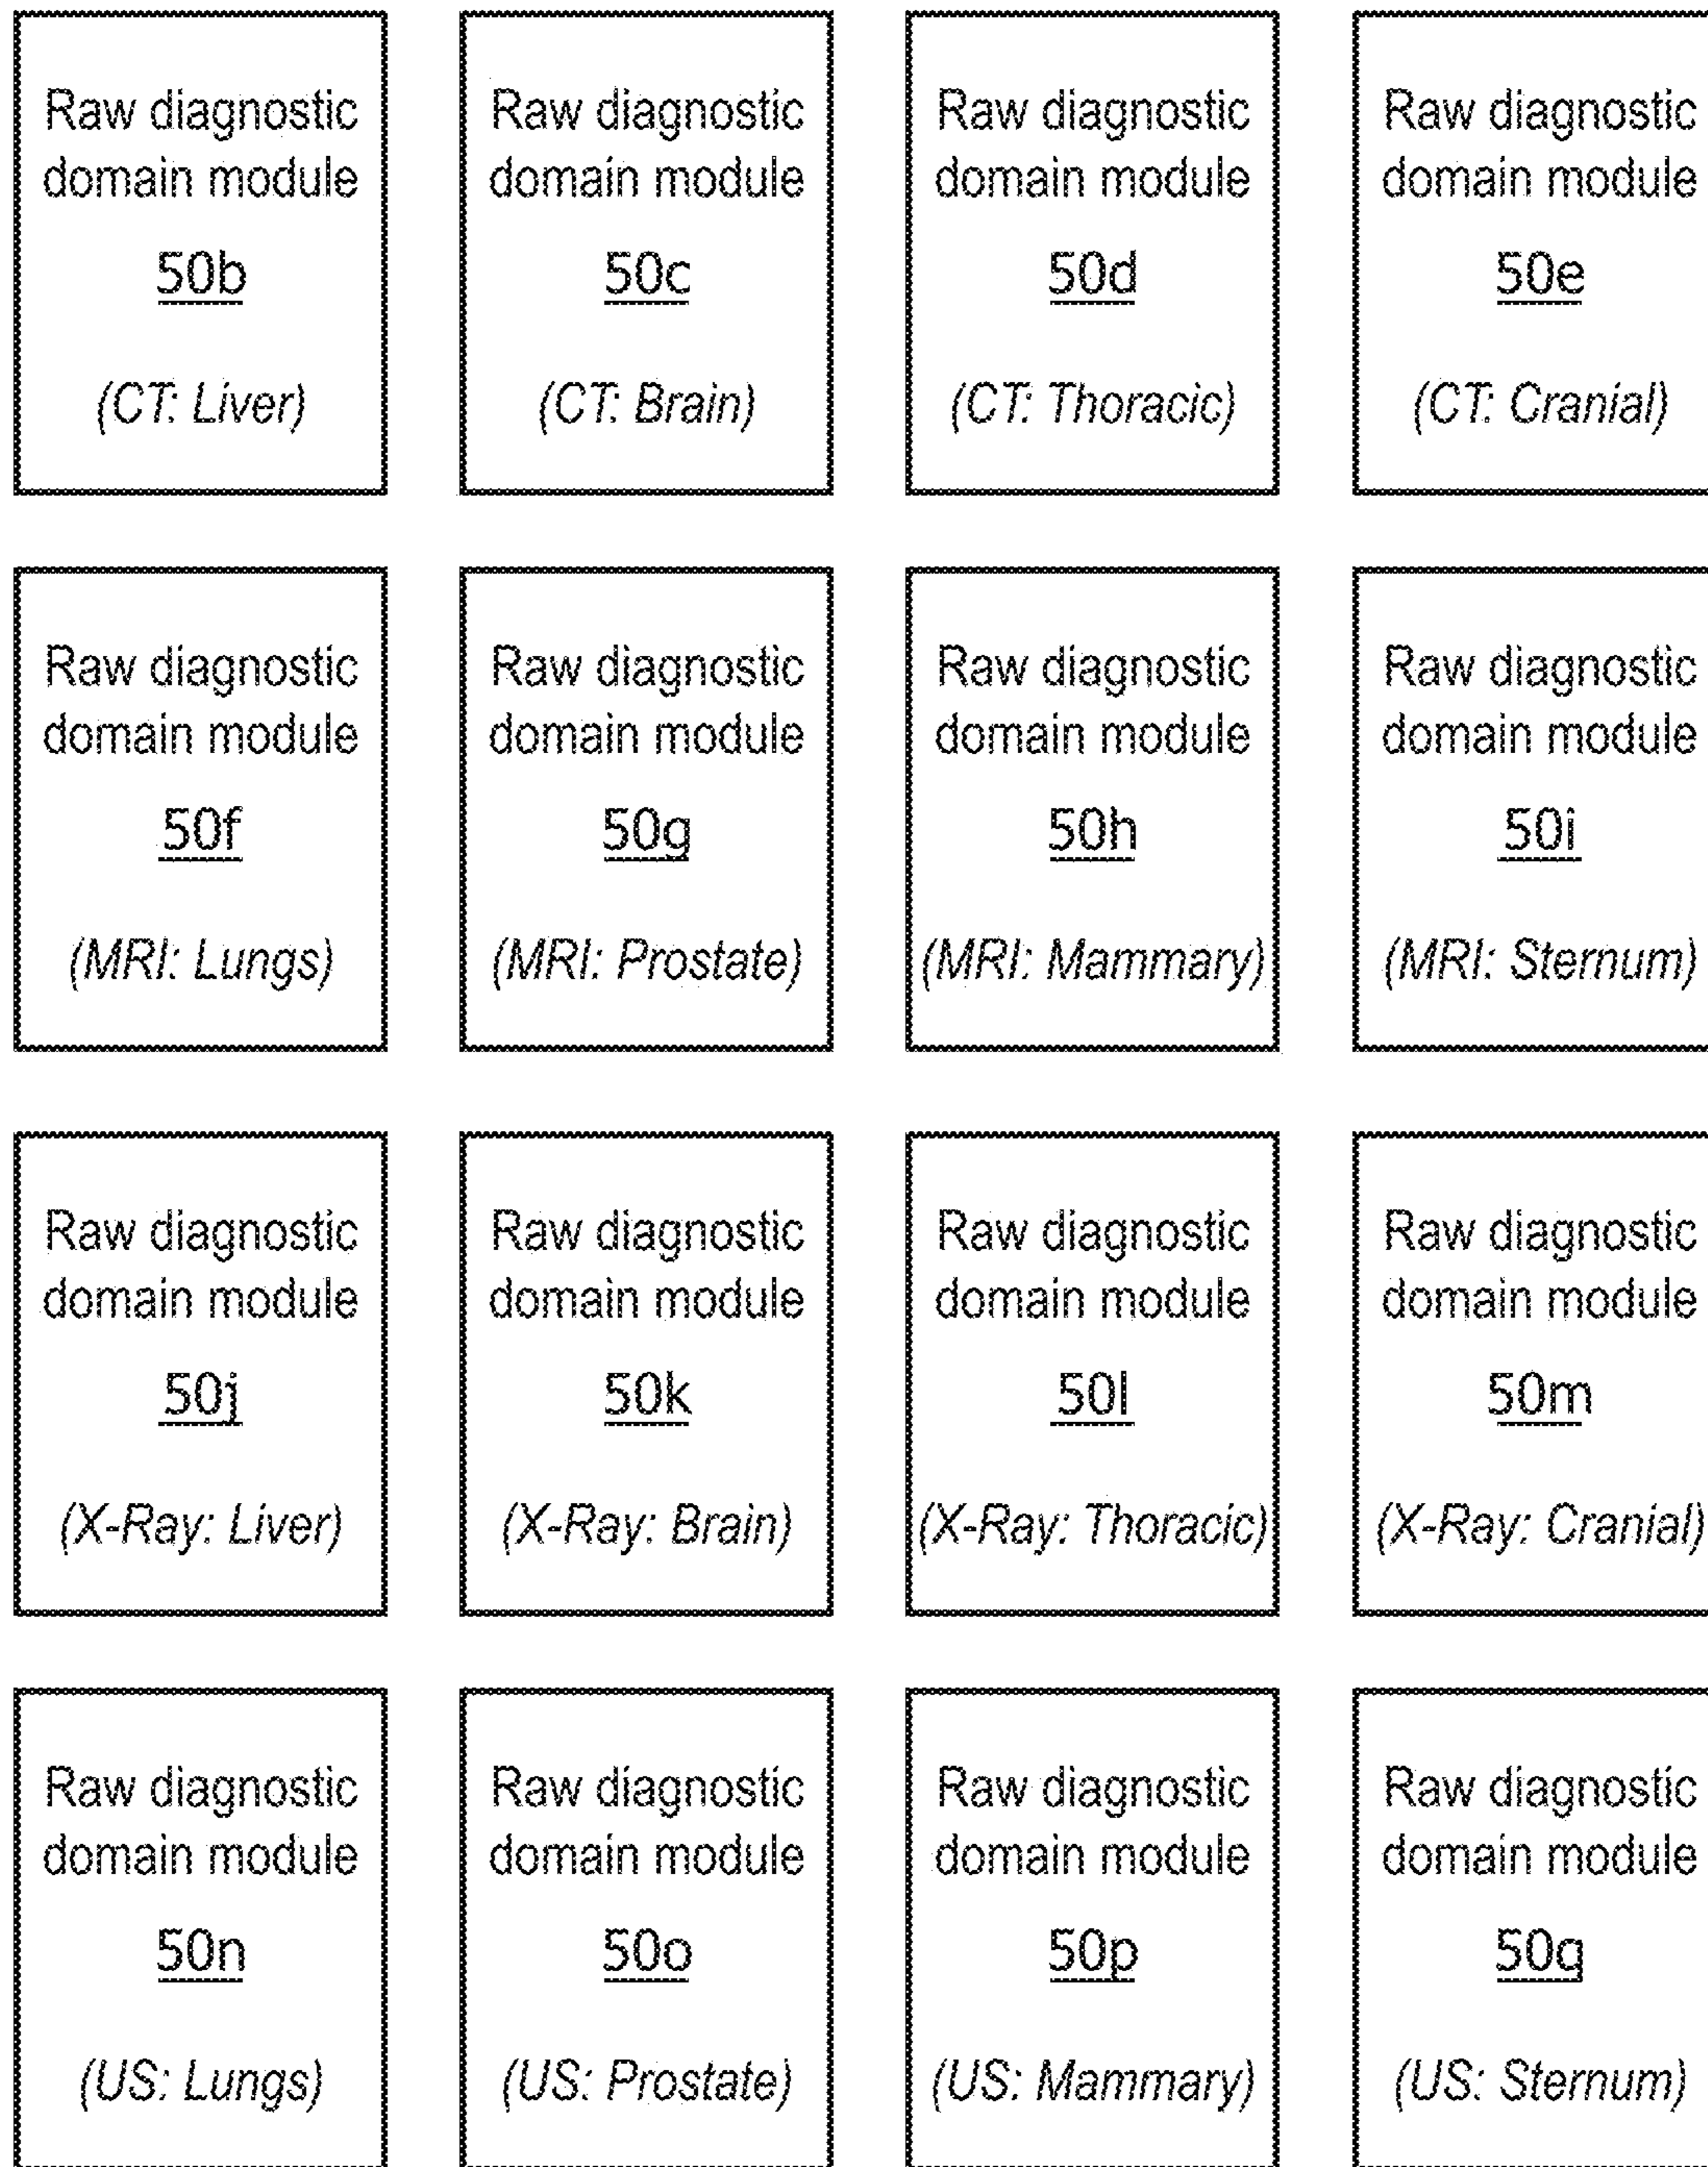 Raw diagnostic
domain module
50b
(CT: Liver)
Raw diagnostic
domain module
50c
(CT: Brain)
Raw diagnostic
domain module
50d
(CT: Thoracic)
Raw diagnostic
domain module
50e
(CT: Cranial)
Raw diagnostic
domain module
50f
(MRI: Lungs)
Raw diagnostic
domain module
50g
(MRI: Prostate)
Raw diagnostic
domain module
50h
(MRI: Mammary)
Raw diagnostic
domain module
50i
(MRI: Sternum)
Raw diagnostic
domain module
50j
(X-Ray: Liver)
Raw diagnostic
domain module
50k
(X-Ray: Brain)
Raw diagnostic
domain module
50l
(X-Ray: Thoracic)
Raw diagnostic
domain module
50m
(X-Ray: Cranial)
Raw diagnostic
domain module
50n
(US: Lungs)
Raw diagnostic
domain module
50o
(US: Prostate)
Raw diagnostic
domain module
50p
(US: Mammary)
Raw diagnostic
domain module
50q
(US: Sternum)